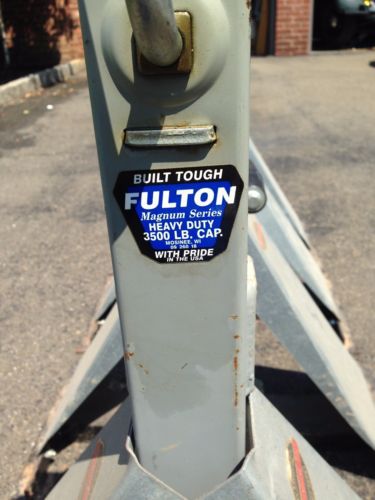 BUILT TOUGH
FULTON
Magnum Series
HEAVY DUTY
3500 LB. CAP.
MOSINEE, WI
WITH PRIDE
IN THE USA